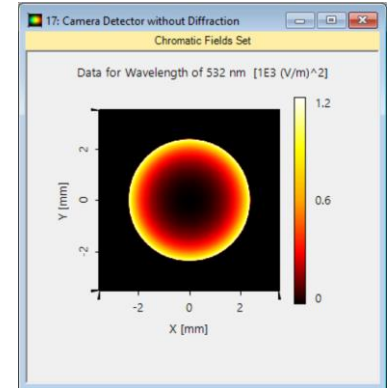 17: Camera Detector without Diffraction
Chromatic Fields Set
Data for Wavelength of 532 nm  [1E3 (V/m)^2]
1.2
0.6
0
Y [mm]
2
0
-2
-2 0 2
X [mm]